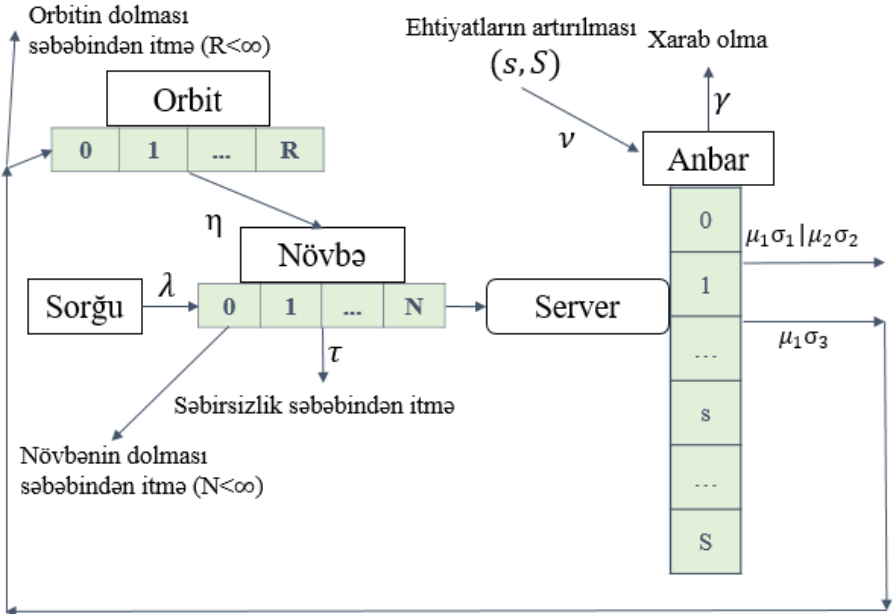 Orbitin dolması
səbəbindən itmə (R<∞)
Ehtiyatların artırılması
(s, S)
Xarab olma
Orbit
γ
0 1 ... R
ν
Anbar
η
Növbə
0
μ₁σ₁|μ₂σ₂
Sorğu
λ
0 1 ... N
Server
1
τ
...
μ₁σ₃
Səbirsizlik səbəbindən itmə
s
Növbənin dolması
səbəbindən itmə (N<∞)
...
S